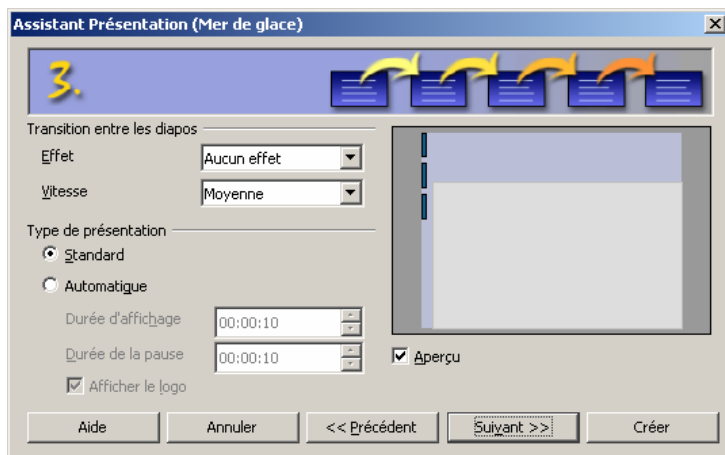 Assistant Présentation (Mer de glace)
3.
Transition entre les diapos
Effet
Aucun effet
Vitesse
Moyenne
Type de présentation
Standard
Automatique
Durée d'affichage
00:00:10
Durée de la pause
00:00:10
Afficher le logo
Aperçu
Aide
Annuler
<< Précédent
Suivant >>
Créer